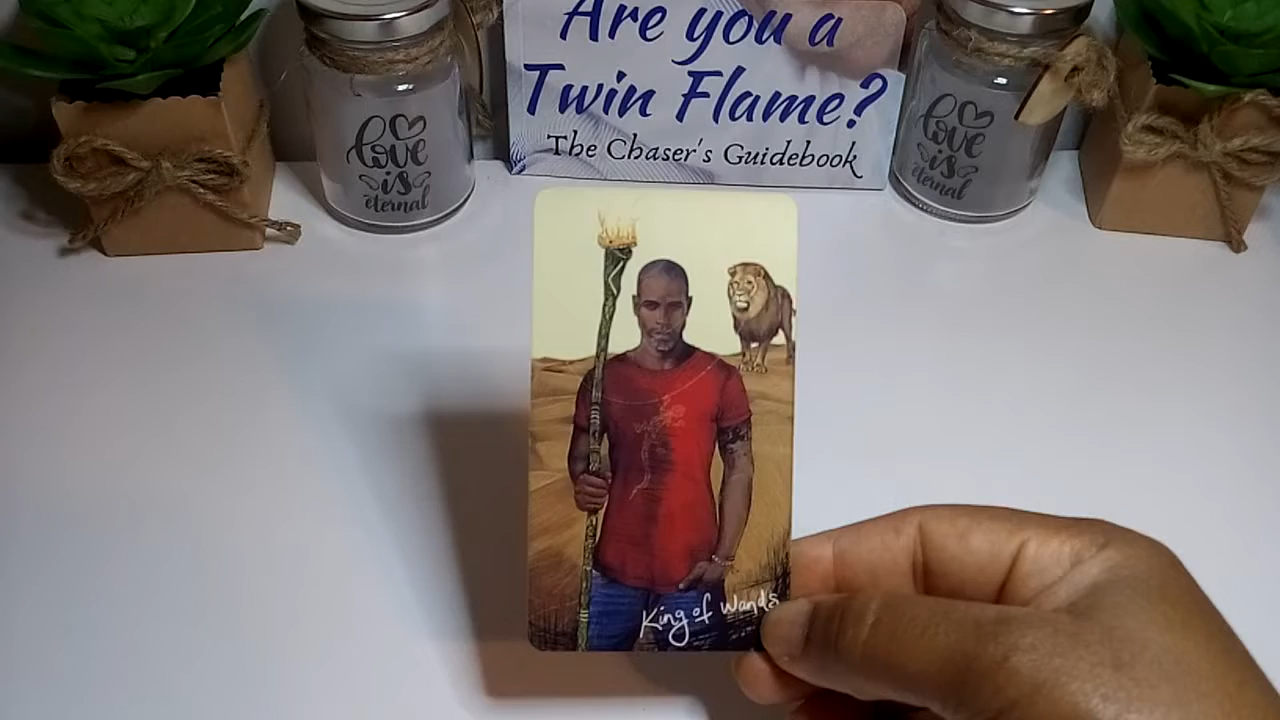 Are you a
Twin Flame?
The Chaser's Guidebook
love
is
eternal
love
is
eternal
King of Wands